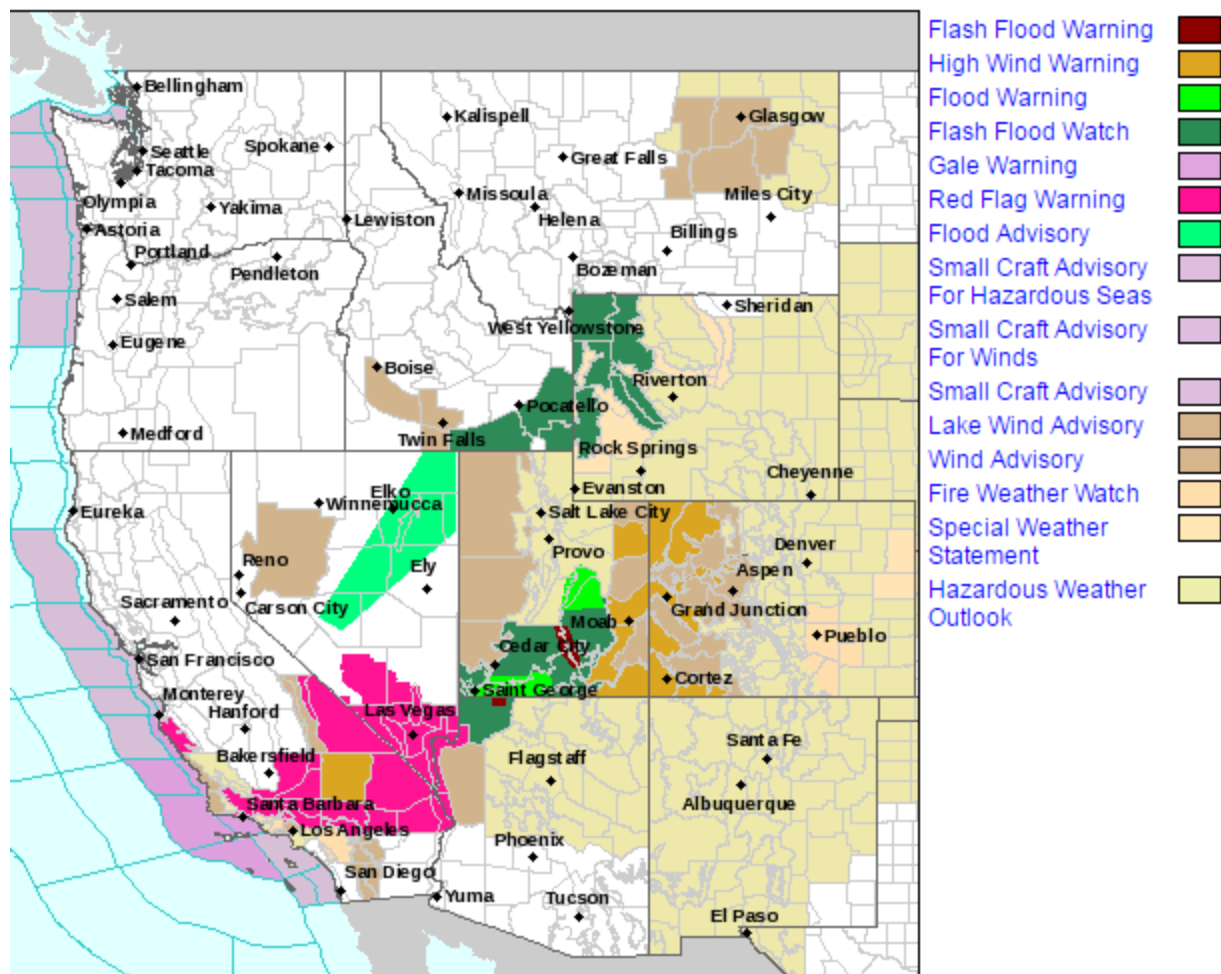 Bellingham
Seattle
Tacoma
Spokane
Olympia
Yakima
Astoria
Lewiston
Portland
Pendleton
Salem
Eugene
Medford
Kalispell
Glasgow
Great Falls
Missoula
Helena
Miles City
Billings
Bozeman
Sheridan
West Yellowstone
Boise
Riverton
Pocatello
Twin Falls
Rock Springs
Cheyenne
Evanston
Eureka
Elko
Winnemucca
Salt Lake City
Provo
Reno
Ely
Denver
Aspen
Carson City
Sacramento
Grand Junction
Moab
Pueblo
Cedar City
San Francisco
Cortez
Saint George
Monterey
Hanford
Las Vegas
Bakersfield
Flagstaff
Santa Fe
Albuquerque
Santa Barbara
Los Angeles
Phoenix
San Diego
Yuma
Tucson
El Paso
Flash Flood Warning
High Wind Warning
Flood Warning
Flash Flood Watch
Gale Warning
Red Flag Warning
Flood Advisory
Small Craft Advisory
For Hazardous Seas
Small Craft Advisory
For Winds
Small Craft Advisory
Lake Wind Advisory
Wind Advisory
Fire Weather Watch
Special Weather
Statement
Hazardous Weather
Outlook